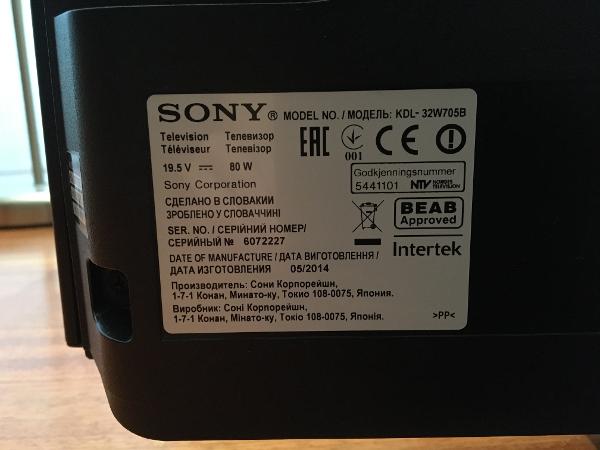 SONY® MODEL NO. / МОДЕЛЬ: KDL- 32W705B
Television Телевизор
Téléviseur Телевізор
19.5 V 80 W
Sony Corporation
EAC
001
CE
Godkjenningsnummer
5441101 NTV NORGES TELEVISION
СДЕЛАНО В СЛОВАКИИ
ЗРОБЛЕНО У СЛОВАЧЧИНІ
BEAB
Approved
SER. NO. / СЕРІЙНИЙ НОМЕР/
СЕРИЙНЫЙ № 6072227
Intertek
DATE OF MANUFACTURE / ДАТА ВИГОТОВЛЕННЯ /
ДАТА ИЗГОТОВЛЕНИЯ 05/2014
Производитель: Сони Корпорейшн,
1-7-1 Конан, Минато-ку, Токио 108-0075, Япония.
Виробник: Соні Корпорейшн,
1-7-1 Конан, Мінато-ку, Токіо 108-0075, Японія.
>PP<